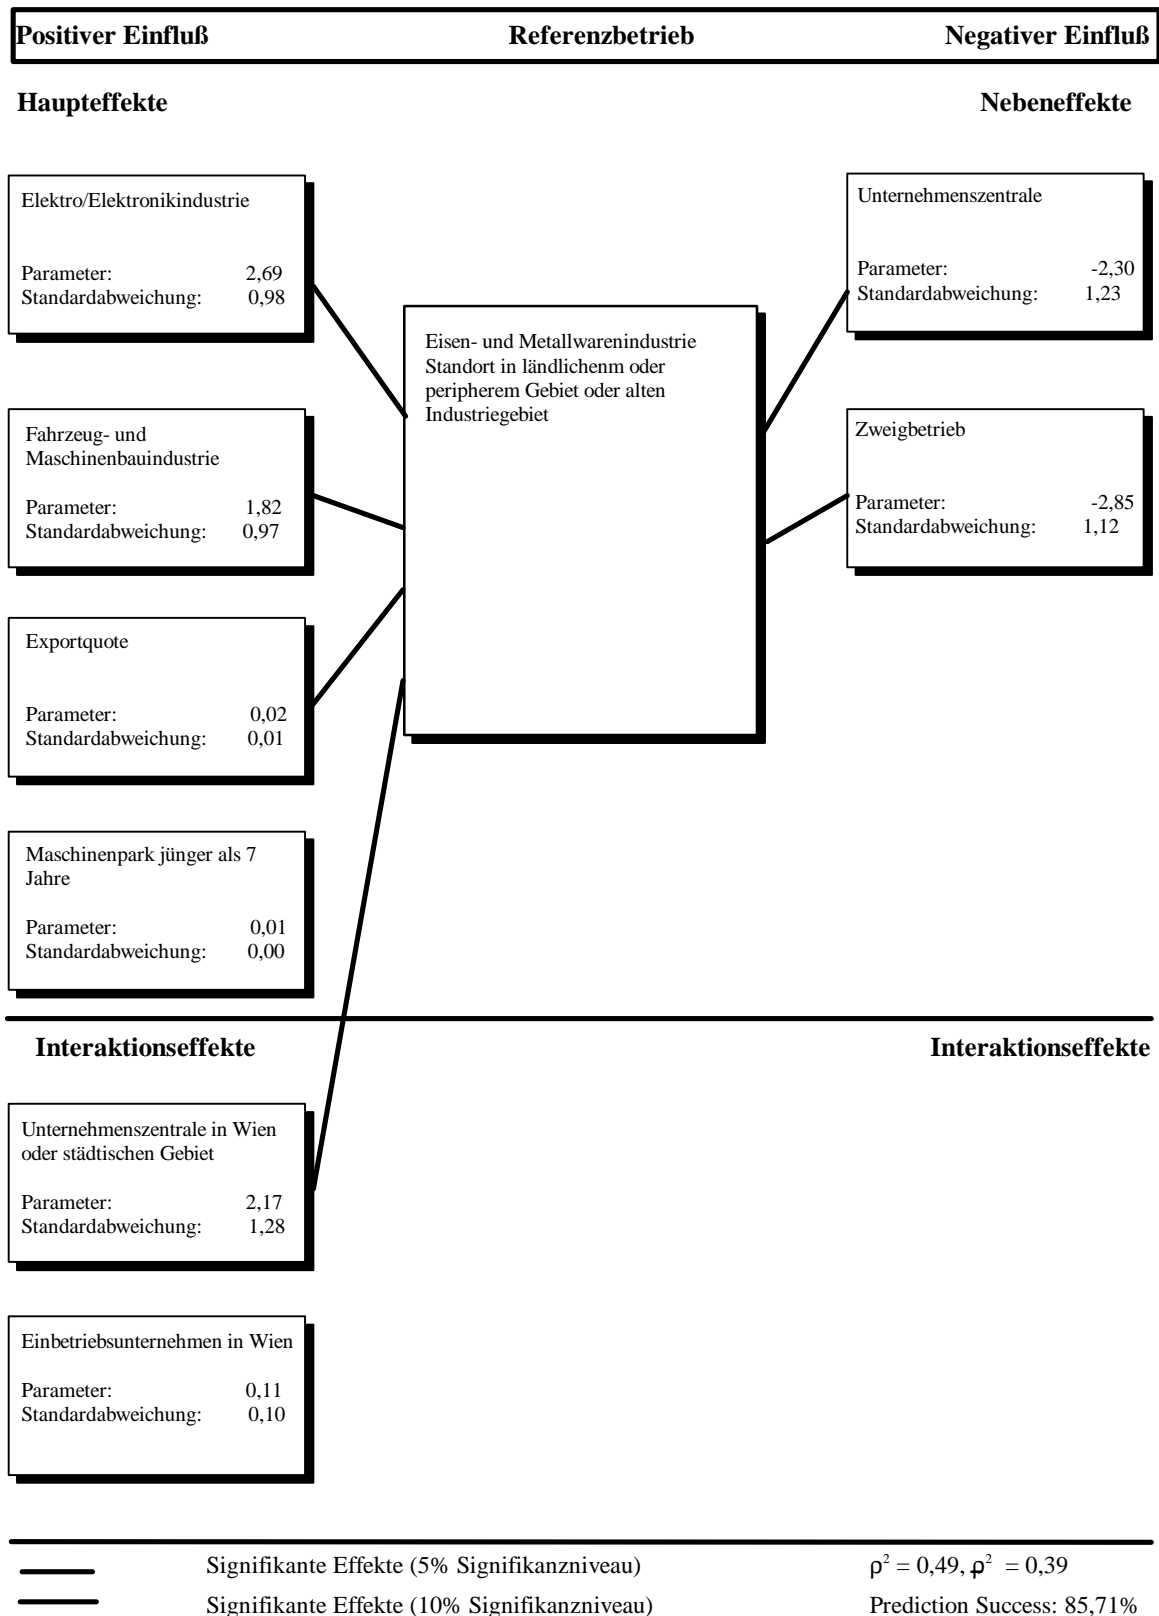 Positiver Einfluß Referenzbetrieb Negativer Einfluß
Haupteffekte Nebeneffekte
Elektro/Elektronikindustrie
Parameter: 2,69
Standardabweichung: 0,98
Unternehmenszentrale
Parameter: -2,30
Standardabweichung: 1,23
Eisen- und Metallwarenindustrie
Standort in ländlichenm oder
peripherem Gebiet oder alten
Industriegebiet
Fahrzeug- und
Maschinenbauindustrie
Parameter: 1,82
Standardabweichung: 0,97
Zweigbetrieb
Parameter: -2,85
Standardabweichung: 1,12
Exportquote
Parameter: 0,02
Standardabweichung: 0,01
Maschinenpark jünger als 7
Jahre
Parameter: 0,01
Standardabweichung: 0,00
Interaktionseffekte Interaktionseffekte
Unternehmenszentrale in Wien
oder städtischen Gebiet
Parameter: 2,17
Standardabweichung: 1,28
Einbetriebsunternehmen in Wien
Parameter: 0,11
Standardabweichung: 0,10
Signifikante Effekte (5% Signifikanzniveau) ρ² = 0,49, ρ² = 0,39
Signifikante Effekte (10% Signifikanzniveau) Prediction Success: 85,71%